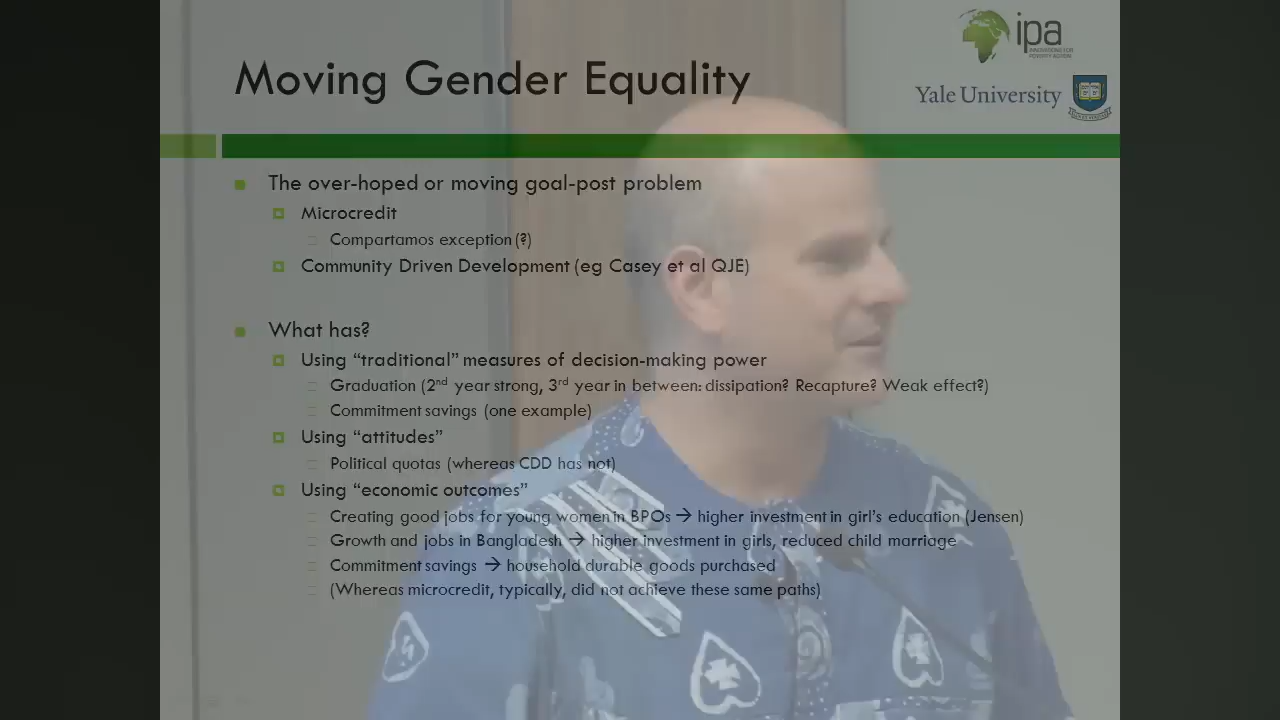 ipa
INNOVATIONS FOR
POVERTY ACTION
Moving Gender Equality
Yale University
The over-hoped or moving goal-post problem
Microcredit
Compartamos exception (?)
Community Driven Development (eg Casey et al QJE)
What has?
Using “traditional” measures of decision-making power
Graduation (2nd year strong, 3rd year in between: dissipation? Recapture? Weak effect?)
Commitment savings (one example)
Using “attitudes”
Political quotas (whereas CDD has not)
Using “economic outcomes”
Creating good jobs for young women in BPOs → higher investment in girl’s education (Jensen)
Growth and jobs in Bangladesh → higher investment in girls, reduced child marriage
Commitment savings → household durable goods purchased
(Whereas microcredit, typically, did not achieve these same paths)